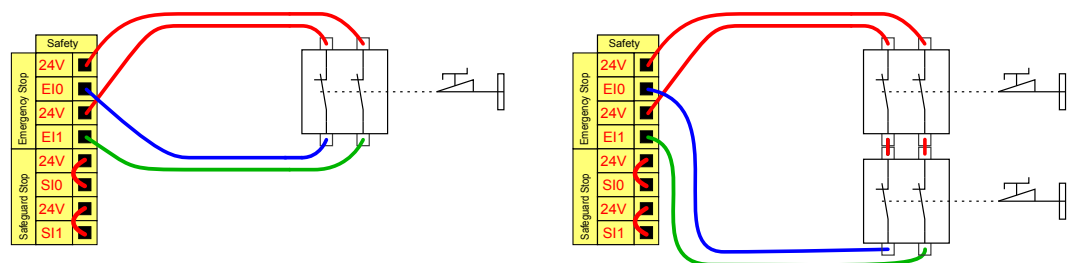 Safety
Emergency Stop
24V
EI0
24V
EI1
Safeguard Stop
24V
SI0
24V
SI1
Safety
Emergency Stop
24V
EI0
24V
EI1
Safeguard Stop
24V
SI0
24V
SI1